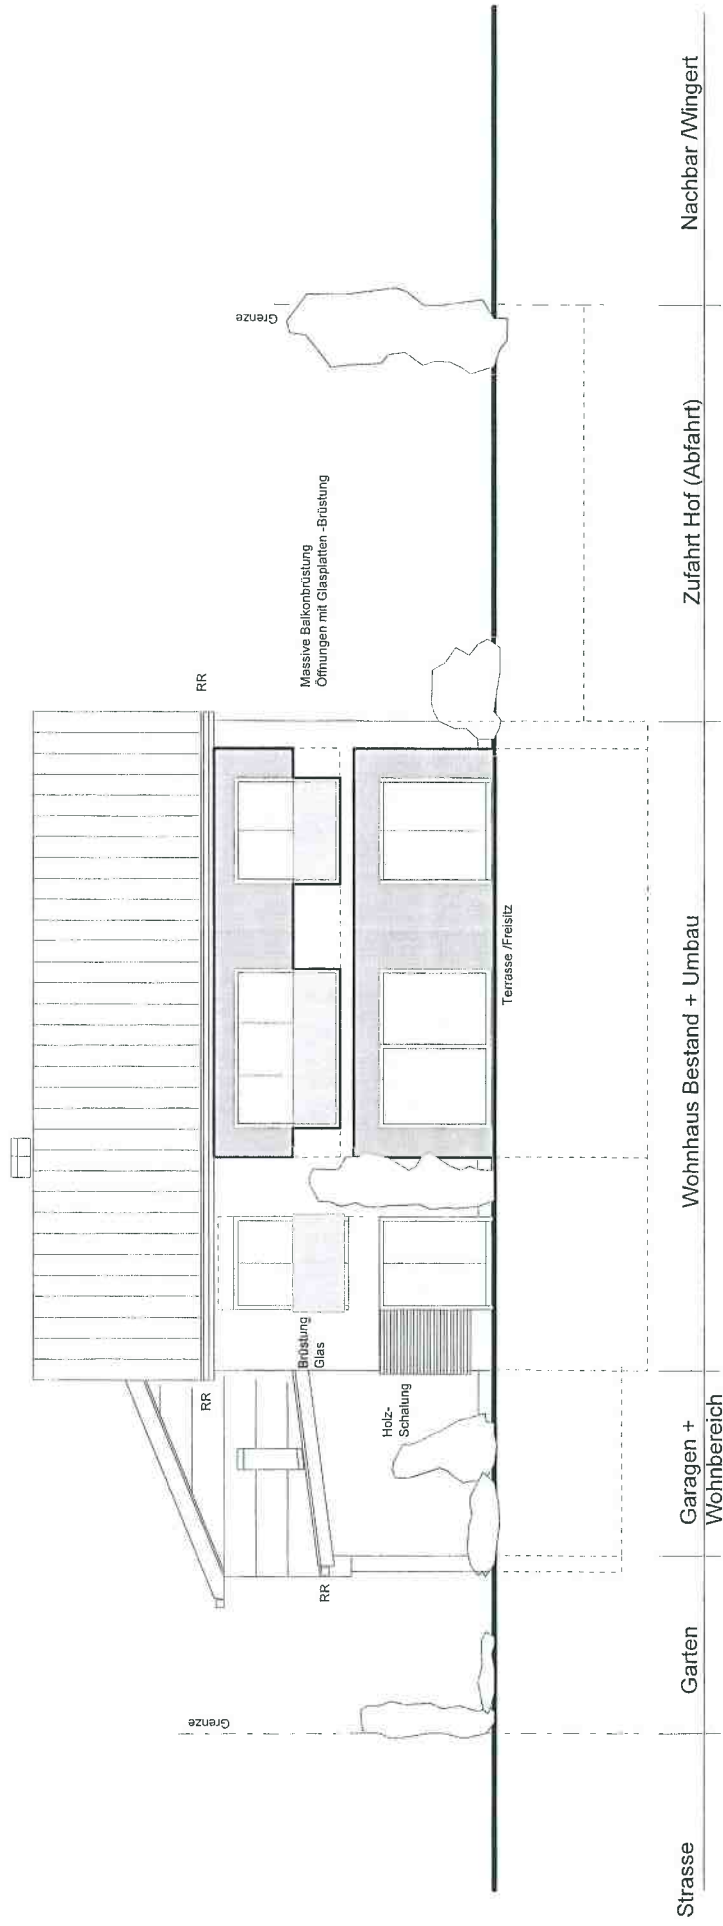 Grenze
Grenze
RR
RR
RR
Massive Balkonbrüstung
Öffnungen mit Glasplatten -Brüstung
Brüstung
Glas
Holz-
Schalung
Terrasse /Freisitz
Strasse
Garten
Garagen +
Wohnbereich
Wohnhaus Bestand + Umbau
Zufahrt Hof (Abfahrt)
Nachbar /Wingert